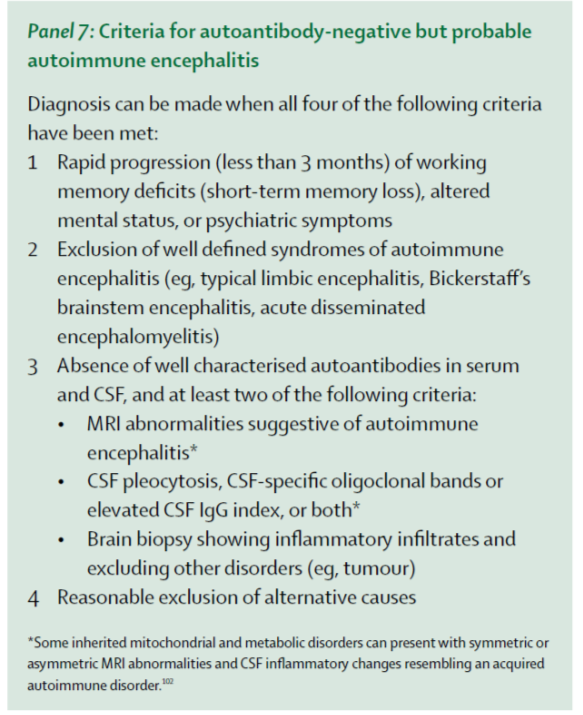 Panel 7: Criteria for autoantibody-negative but probable
autoimmune encephalitis
Diagnosis can be made when all four of the following criteria
have been met:
1 Rapid progression (less than 3 months) of working
memory deficits (short-term memory loss), altered
mental status, or psychiatric symptoms
2 Exclusion of well defined syndromes of autoimmune
encephalitis (eg, typical limbic encephalitis, Bickerstaff’s
brainstem encephalitis, acute disseminated
encephalomyelitis)
3 Absence of well characterised autoantibodies in serum
and CSF, and at least two of the following criteria:
• MRI abnormalities suggestive of autoimmune
encephalitis*
• CSF pleocytosis, CSF-specific oligoclonal bands or
elevated CSF IgG index, or both*
• Brain biopsy showing inflammatory infiltrates and
excluding other disorders (eg, tumour)
4 Reasonable exclusion of alternative causes
*Some inherited mitochondrial and metabolic disorders can present with symmetric or
asymmetric MRI abnormalities and CSF inflammatory changes resembling an acquired
autoimmune disorder.¹⁰²